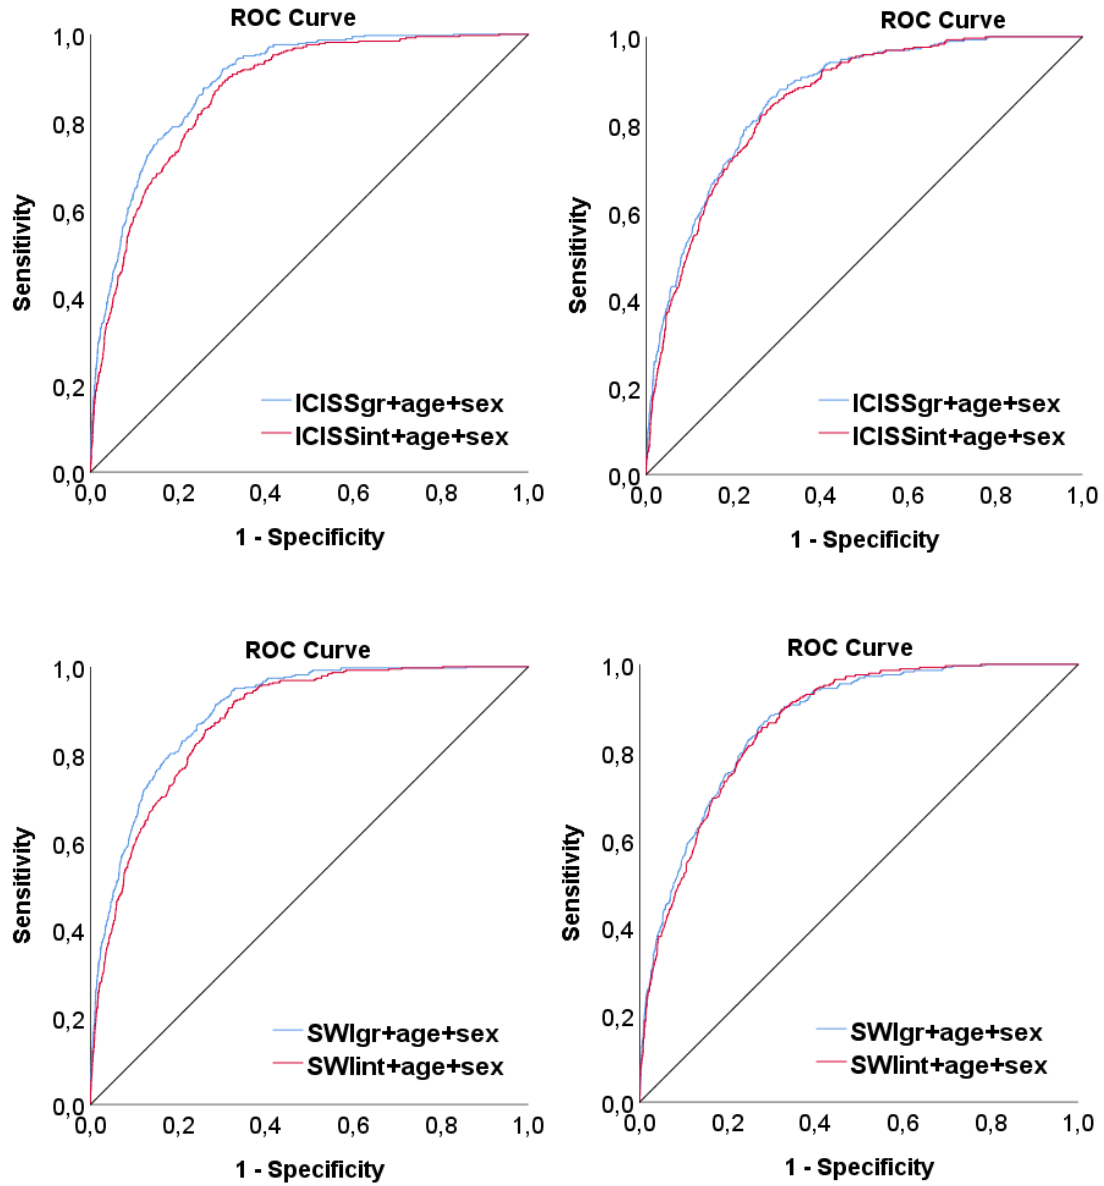 ROC Curve
1,0
0,8
0,6
0,4
0,2
0,0
Sensitivity
ICISSgr+age+sex
ICISSint+age+sex
0,0 0,2 0,4 0,6 0,8 1,0
1 - Specificity
ROC Curve
1,0
0,8
0,6
0,4
0,2
0,0
Sensitivity
ICISSgr+age+sex
ICISSint+age+sex
0,0 0,2 0,4 0,6 0,8 1,0
1 - Specificity
ROC Curve
1,0
0,8
0,6
0,4
0,2
0,0
Sensitivity
SWIgr+age+sex
SWIint+age+sex
0,0 0,2 0,4 0,6 0,8 1,0
1 - Specificity
ROC Curve
1,0
0,8
0,6
0,4
0,2
0,0
Sensitivity
SWIgr+age+sex
SWIint+age+sex
0,0 0,2 0,4 0,6 0,8 1,0
1 - Specificity